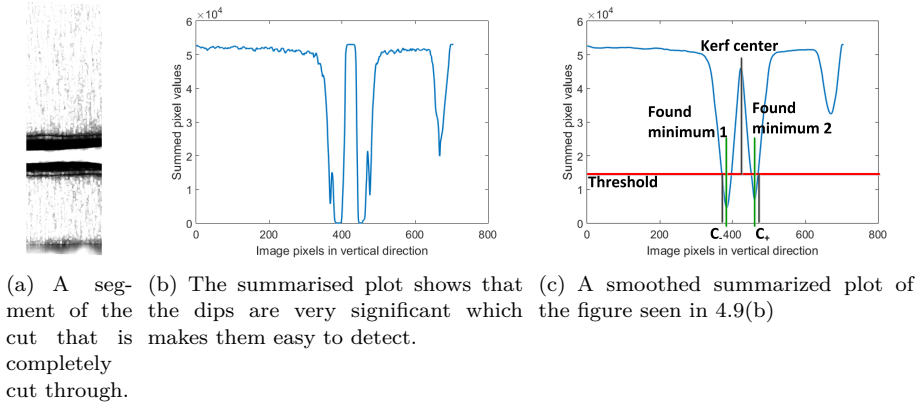 ×10⁴
6
5
4
3
2
1
0
0
200
400
600
800
Summed pixel values
Image pixels in vertical direction
×10⁴
6
5
4
3
2
1
0
0
200
400
600
800
Summed pixel values
Image pixels in vertical direction
Kerf center
Found
minimum 1
Found
minimum 2
Threshold
C-
C+
(a) A seg-
ment of the
cut that is
completely
cut through.
(b) The summarised plot shows that
the dips are very significant which
makes them easy to detect.
(c) A smoothed summarized plot of
the figure seen in 4.9(b)